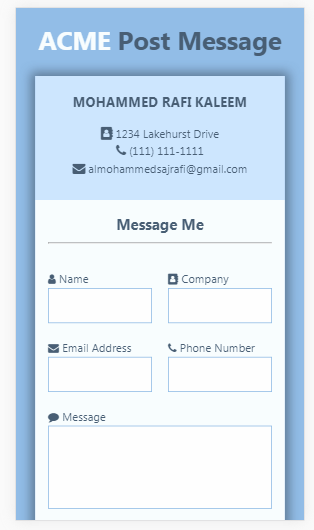 ACME Post Message
MOHAMMED RAFI KALEEM
1234 Lakehurst Drive
(111) 111-1111
almohammedsajrafi@gmail.com
Message Me
Name
Company
Email Address
Phone Number
Message